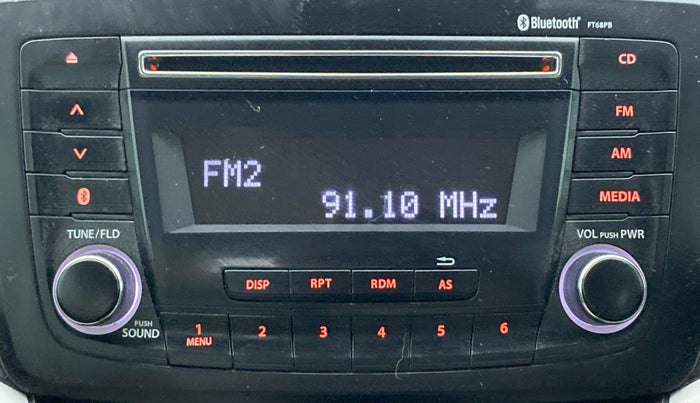 Bluetooth® FT68PB
CD
FM
AM
MEDIA
FM2
91.10 MHz
TUNE/FLD
PUSH
SOUND
VOL PUSH PWR
DISP
RPT
RDM
AS
1
MENU
2
3
4
5
6